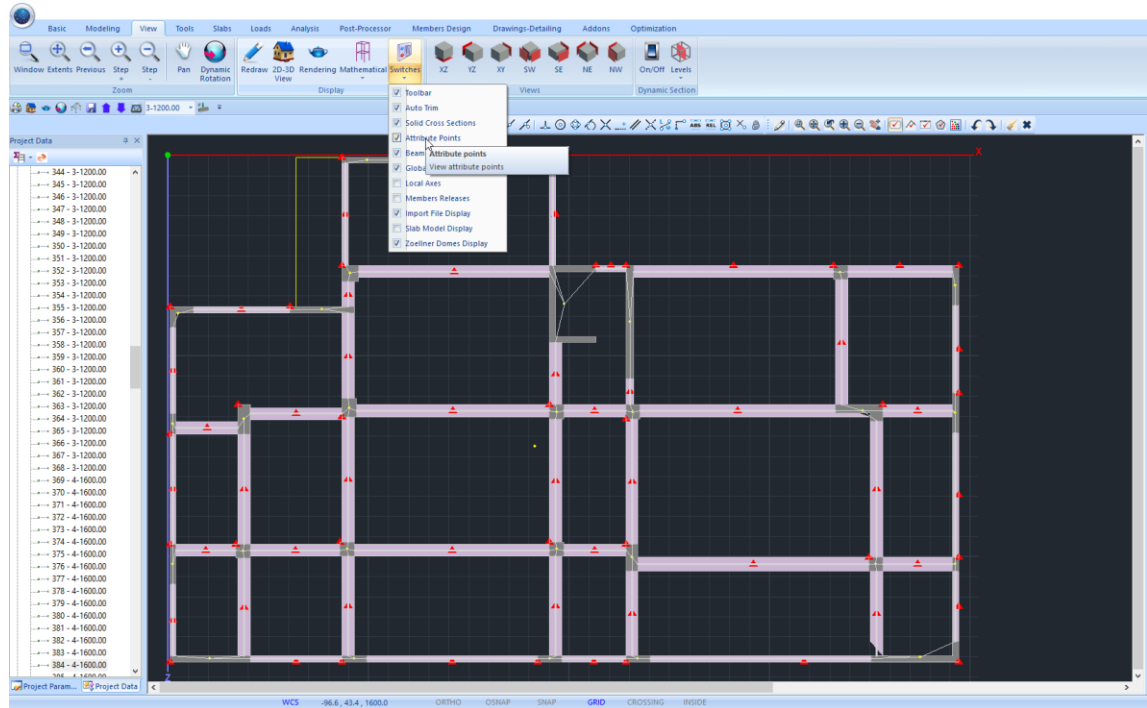 Basic Modeling View Tools Slabs Loads Analysis Post-Processor Members Design Drawings-Detailing Addons Optimization
Window Extents Previous Step Step Pan Dynamic Rotation Redraw 2D-3D View Rendering Mathematical Switches XZ YZ XY SW SE NE NW On/Off Levels
Zoom Display Views Dynamic Section
3-1200.00
Toolbar
Auto Trim
Solid Cross Sections
Attribute Points
Beam
Attribute points
Globa
View attribute points
Local Axes
Members Releases
Import File Display
Slab Model Display
Zoellner Domes Display
ABS REL
Project Data
X
344 - 3-1200.00
345 - 3-1200.00
346 - 3-1200.00
347 - 3-1200.00
348 - 3-1200.00
349 - 3-1200.00
350 - 3-1200.00
351 - 3-1200.00
352 - 3-1200.00
353 - 3-1200.00
354 - 3-1200.00
355 - 3-1200.00
356 - 3-1200.00
357 - 3-1200.00
358 - 3-1200.00
359 - 3-1200.00
360 - 3-1200.00
361 - 3-1200.00
362 - 3-1200.00
363 - 3-1200.00
364 - 3-1200.00
365 - 3-1200.00
366 - 3-1200.00
367 - 3-1200.00
368 - 3-1200.00
369 - 4-1600.00
370 - 4-1600.00
371 - 4-1600.00
372 - 4-1600.00
373 - 4-1600.00
374 - 4-1600.00
375 - 4-1600.00
376 - 4-1600.00
377 - 4-1600.00
378 - 4-1600.00
379 - 4-1600.00
380 - 4-1600.00
381 - 4-1600.00
382 - 4-1600.00
383 - 4-1600.00
384 - 4-1600.00
Z
Project Param... Project Data
WCS -96.6 , 43.4 , 1600.0 ORTHO OSNAP SNAP GRID CROSSING INSIDE